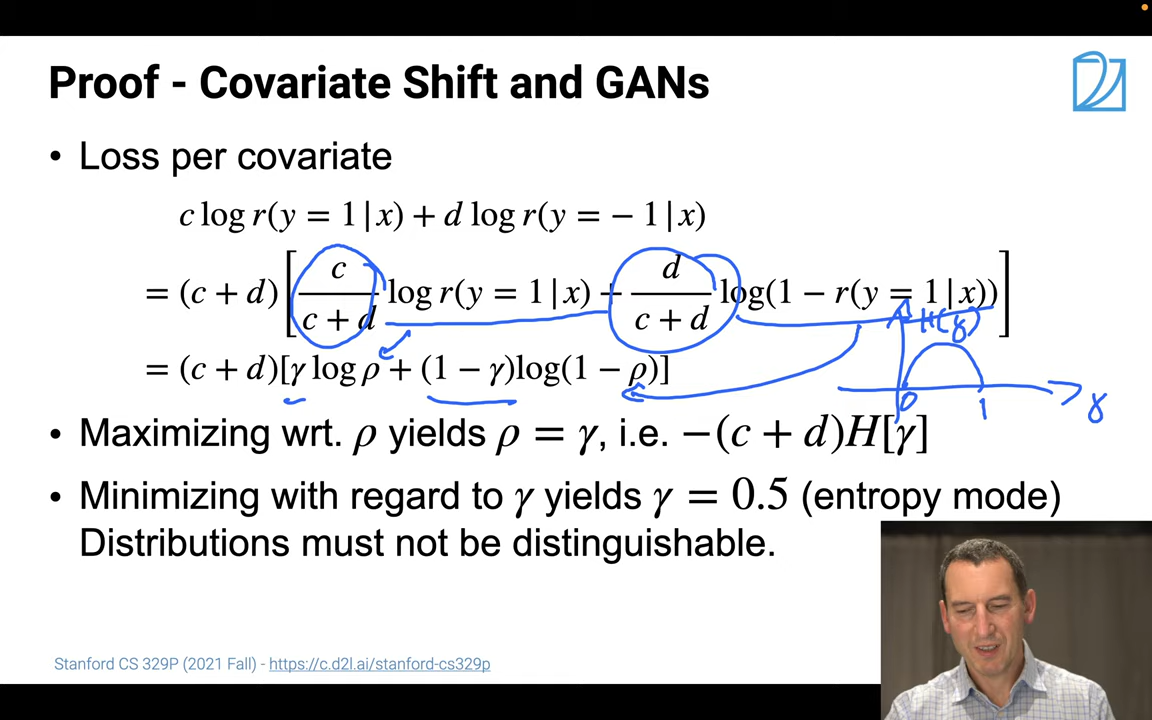 Proof - Covariate Shift and GANs
• Loss per covariate
c log r(y = 1 | x) + d log r(y = − 1 | x)
= (c + d) [ c/(c + d) log r(y = 1 | x) + d/(c + d) log(1 − r(y = 1 | x)) ]
H(γ)
= (c + d)[γ log ρ + (1 − γ)log(1 − ρ)]
0 1 γ
• Maximizing wrt. ρ yields ρ = γ, i.e. −(c + d)H[γ]
• Minimizing with regard to γ yields γ = 0.5 (entropy mode)
Distributions must not be distinguishable.
Stanford CS 329P (2021 Fall) - https://c.d2l.ai/stanford-cs329p